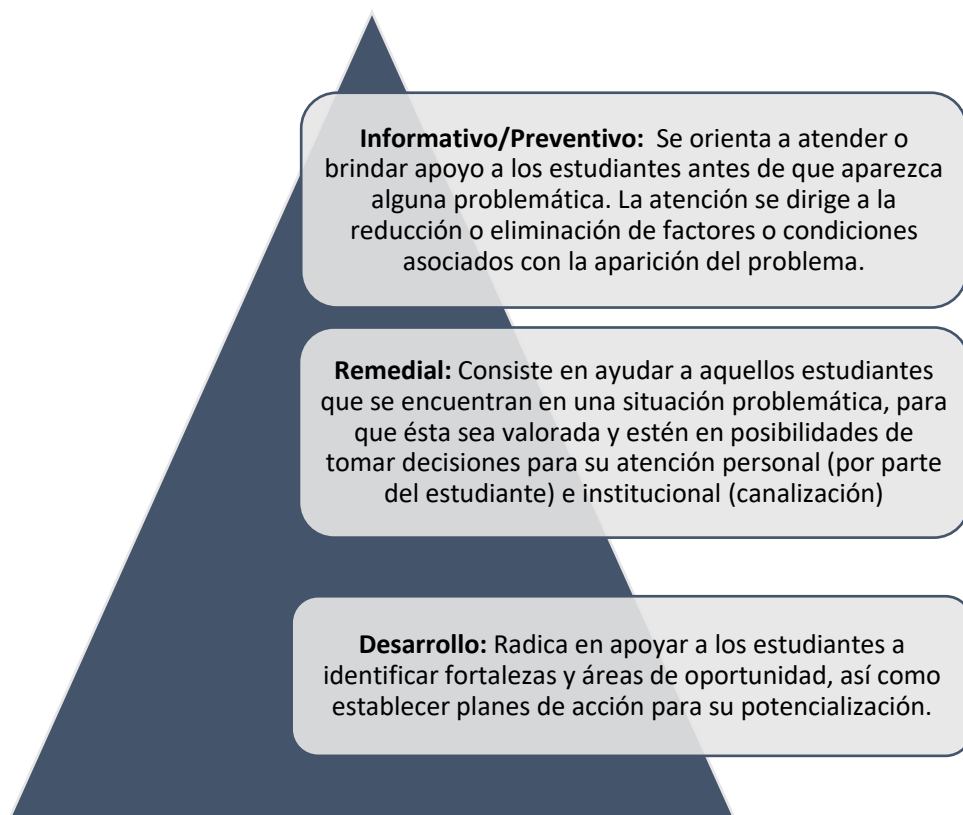 Informativo/Preventivo: Se orienta a atender o
brindar apoyo a los estudiantes antes de que aparezca
alguna problemática. La atención se dirige a la
reducción o eliminación de factores o condiciones
asociados con la aparición del problema.
Remedial: Consiste en ayudar a aquellos estudiantes
que se encuentran en una situación problemática, para
que ésta sea valorada y estén en posibilidades de
tomar decisiones para su atención personal (por parte
del estudiante) e institucional (canalización)
Desarrollo: Radica en apoyar a los estudiantes a
identificar fortalezas y áreas de oportunidad, así como
establecer planes de acción para su potencialización.